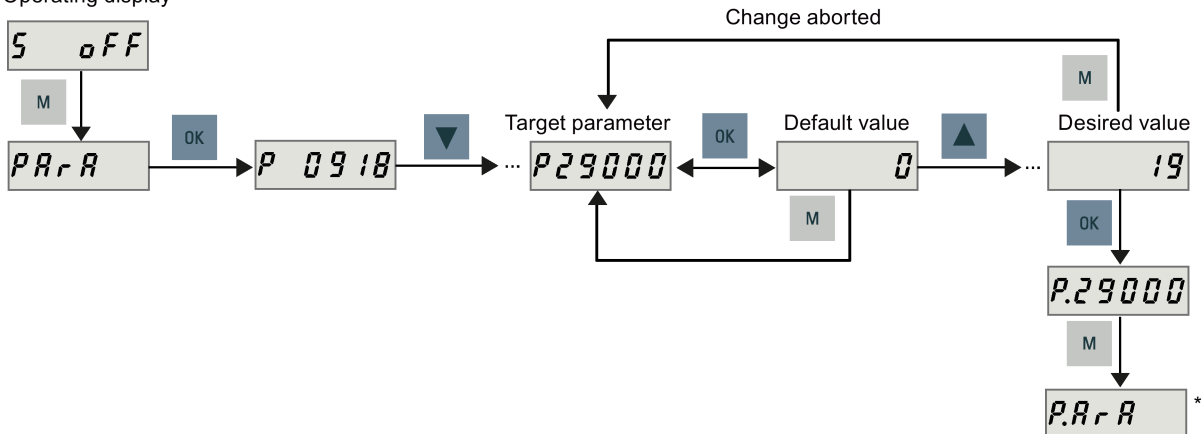 Operating display
Change aborted
S oFF
M
M
Target parameter
Default value
Desired value
OK
OK
PArA
P 0918
...
P29000
0
...
19
M
OK
P.29000
M
P.ArA
*